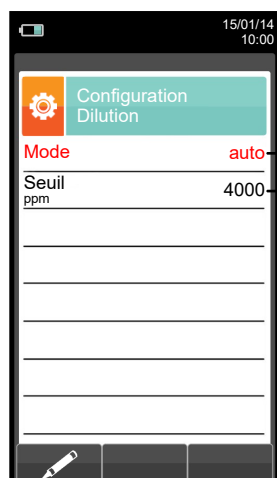 15/01/14
10:00
Configuration
Dilution
Mode auto
Seuil 4000
ppm